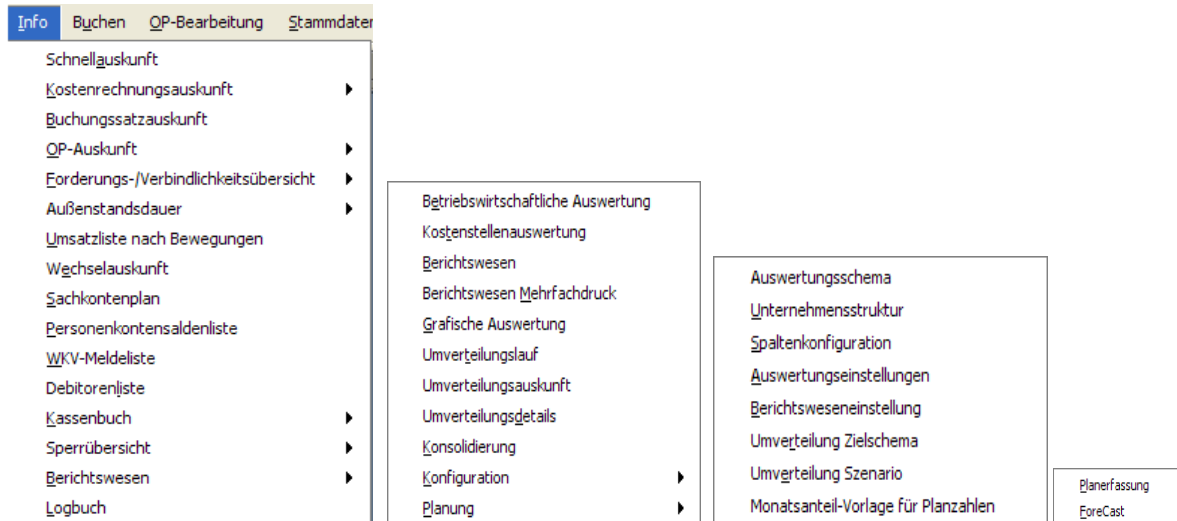 Info Buchen OP-Bearbeitung Stammdaten
Schnellauskunft
Kostenrechnungsauskunft
Buchungssatzauskunft
OP-Auskunft
Forderungs-/Verbindlichkeitsübersicht
Außenstandsdauer
Umsatzliste nach Bewegungen
Wechselauskunft
Sachkontenplan
Personenkontensaldenliste
WKV-Meldeliste
Debitorenliste
Kassenbuch
Sperrübersicht
Berichtswesen
Logbuch
Betriebswirtschaftliche Auswertung
Kostenstellenauswertung
Berichtswesen
Berichtswesen Mehrfachdruck
Grafische Auswertung
Umverteilungslauf
Umverteilungsauskunft
Umverteilungsdetails
Konsolidierung
Konfiguration
Planung
Auswertungsschema
Unternehmensstruktur
Spaltenkonfiguration
Auswertungseinstellungen
Berichtsweseneinstellung
Umverteilung Zielschema
Umverteilung Szenario
Monatsanteil-Vorlage für Planzahlen
Planerfassung
ForeCast